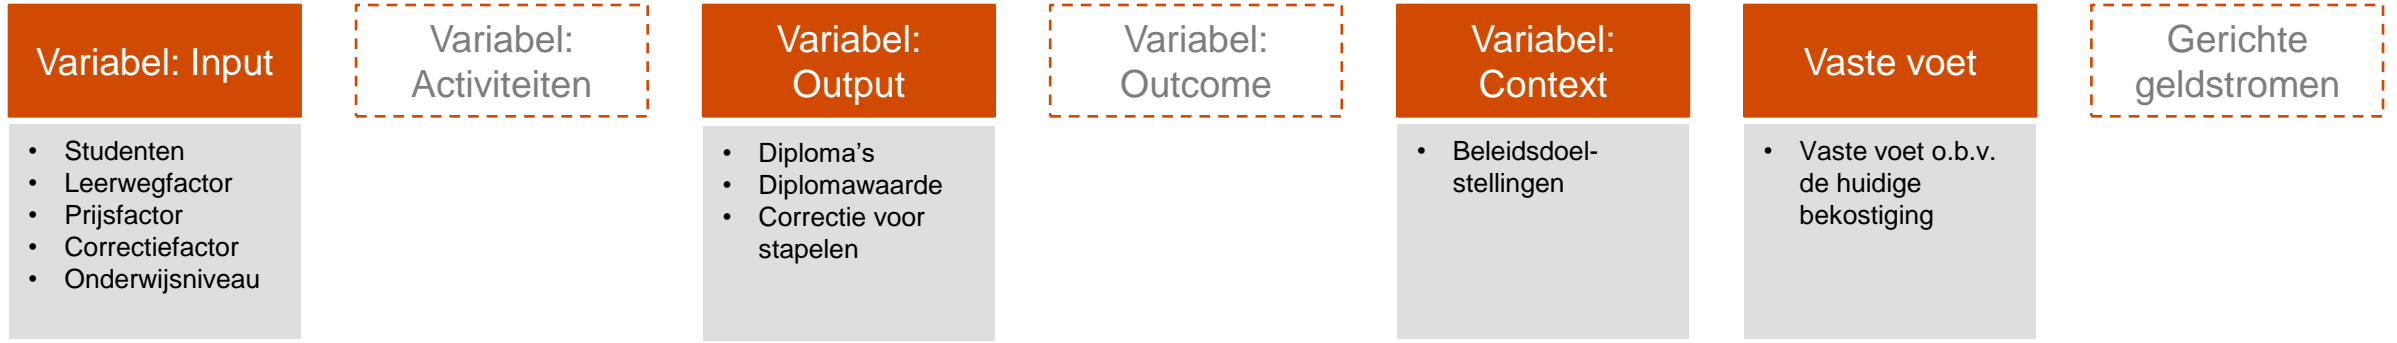 Variabel: Input
• Studenten
• Leerwegfactor
• Prijsfactor
• Correctiefactor
• Onderwijsniveau
Variabel:
Activiteiten
Variabel:
Output
• Diploma's
• Diplomawaarde
• Correctie voor
stapelen
Variabel:
Outcome
Variabel:
Context
• Beleidsdoel-
stellingen
Vaste voet
• Vaste voet o.b.v.
de huidige
bekostiging
Gerichte
geldstromen